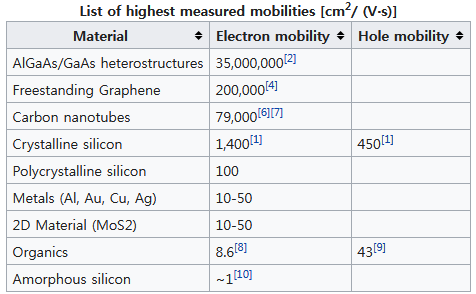 List of highest measured mobilities [cm²/ (V·s)]
Material Electron mobility Hole mobility
AlGaAs/GaAs heterostructures 35,000,000[2]
Freestanding Graphene 200,000[4]
Carbon nanotubes 79,000[6][7]
Crystalline silicon 1,400[1] 450[1]
Polycrystalline silicon 100
Metals (Al, Au, Cu, Ag) 10-50
2D Material (MoS2) 10-50
Organics 8.6[8] 43[9]
Amorphous silicon ~1[10]